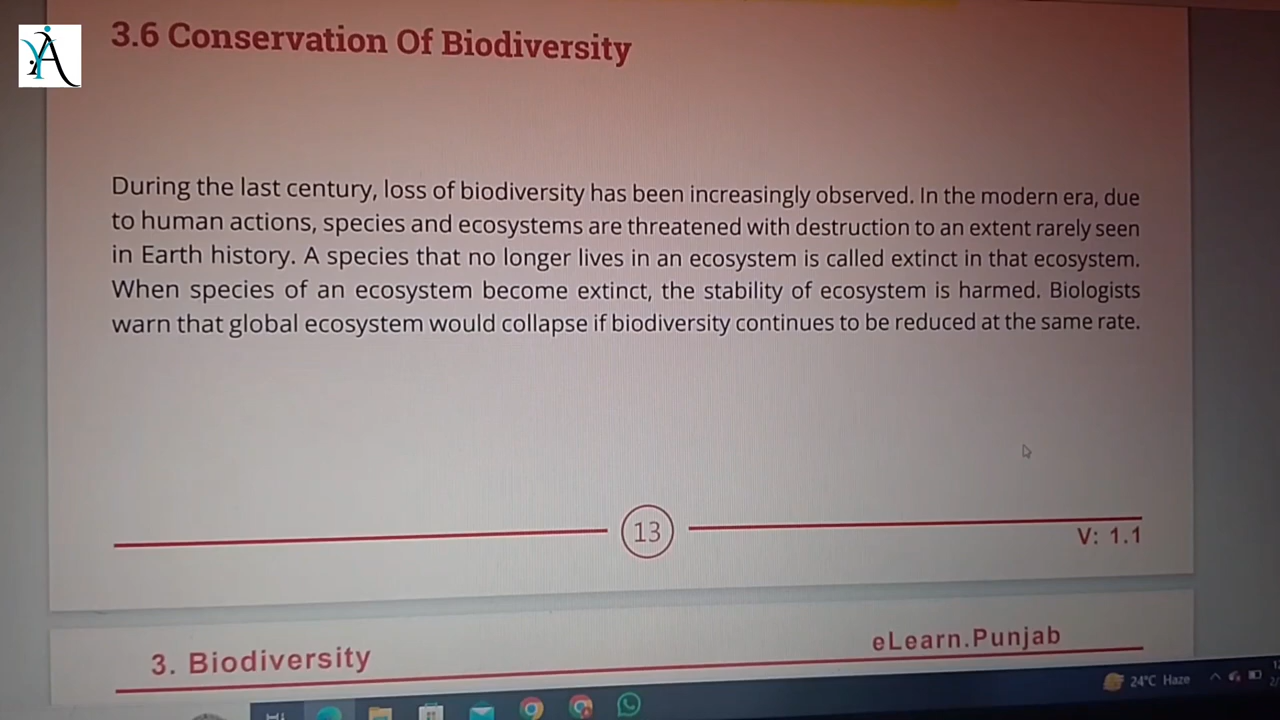 3.6 Conservation Of Biodiversity
During the last century, loss of biodiversity has been increasingly observed. In the modern era, due
to human actions, species and ecosystems are threatened with destruction to an extent rarely seen
in Earth history. A species that no longer lives in an ecosystem is called extinct in that ecosystem.
When species of an ecosystem become extinct, the stability of ecosystem is harmed. Biologists
warn that global ecosystem would collapse if biodiversity continues to be reduced at the same rate.
13
V: 1.1
3. Biodiversity
eLearn.Punjab
24°C Haze